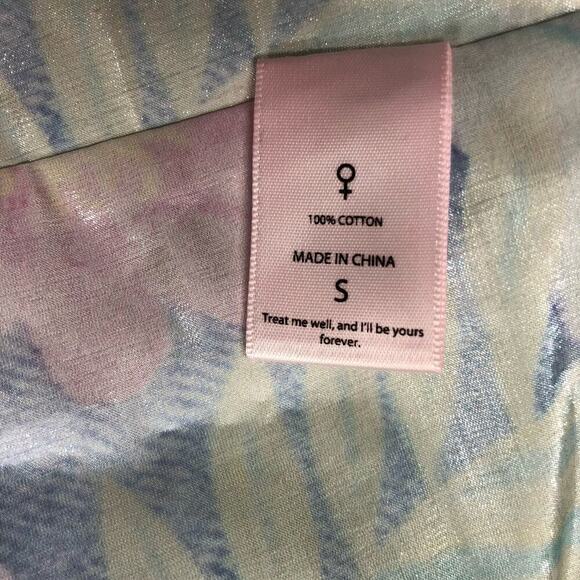 100% COTTON
MADE IN CHINA
S
Treat me well, and I'll be yours
forever.